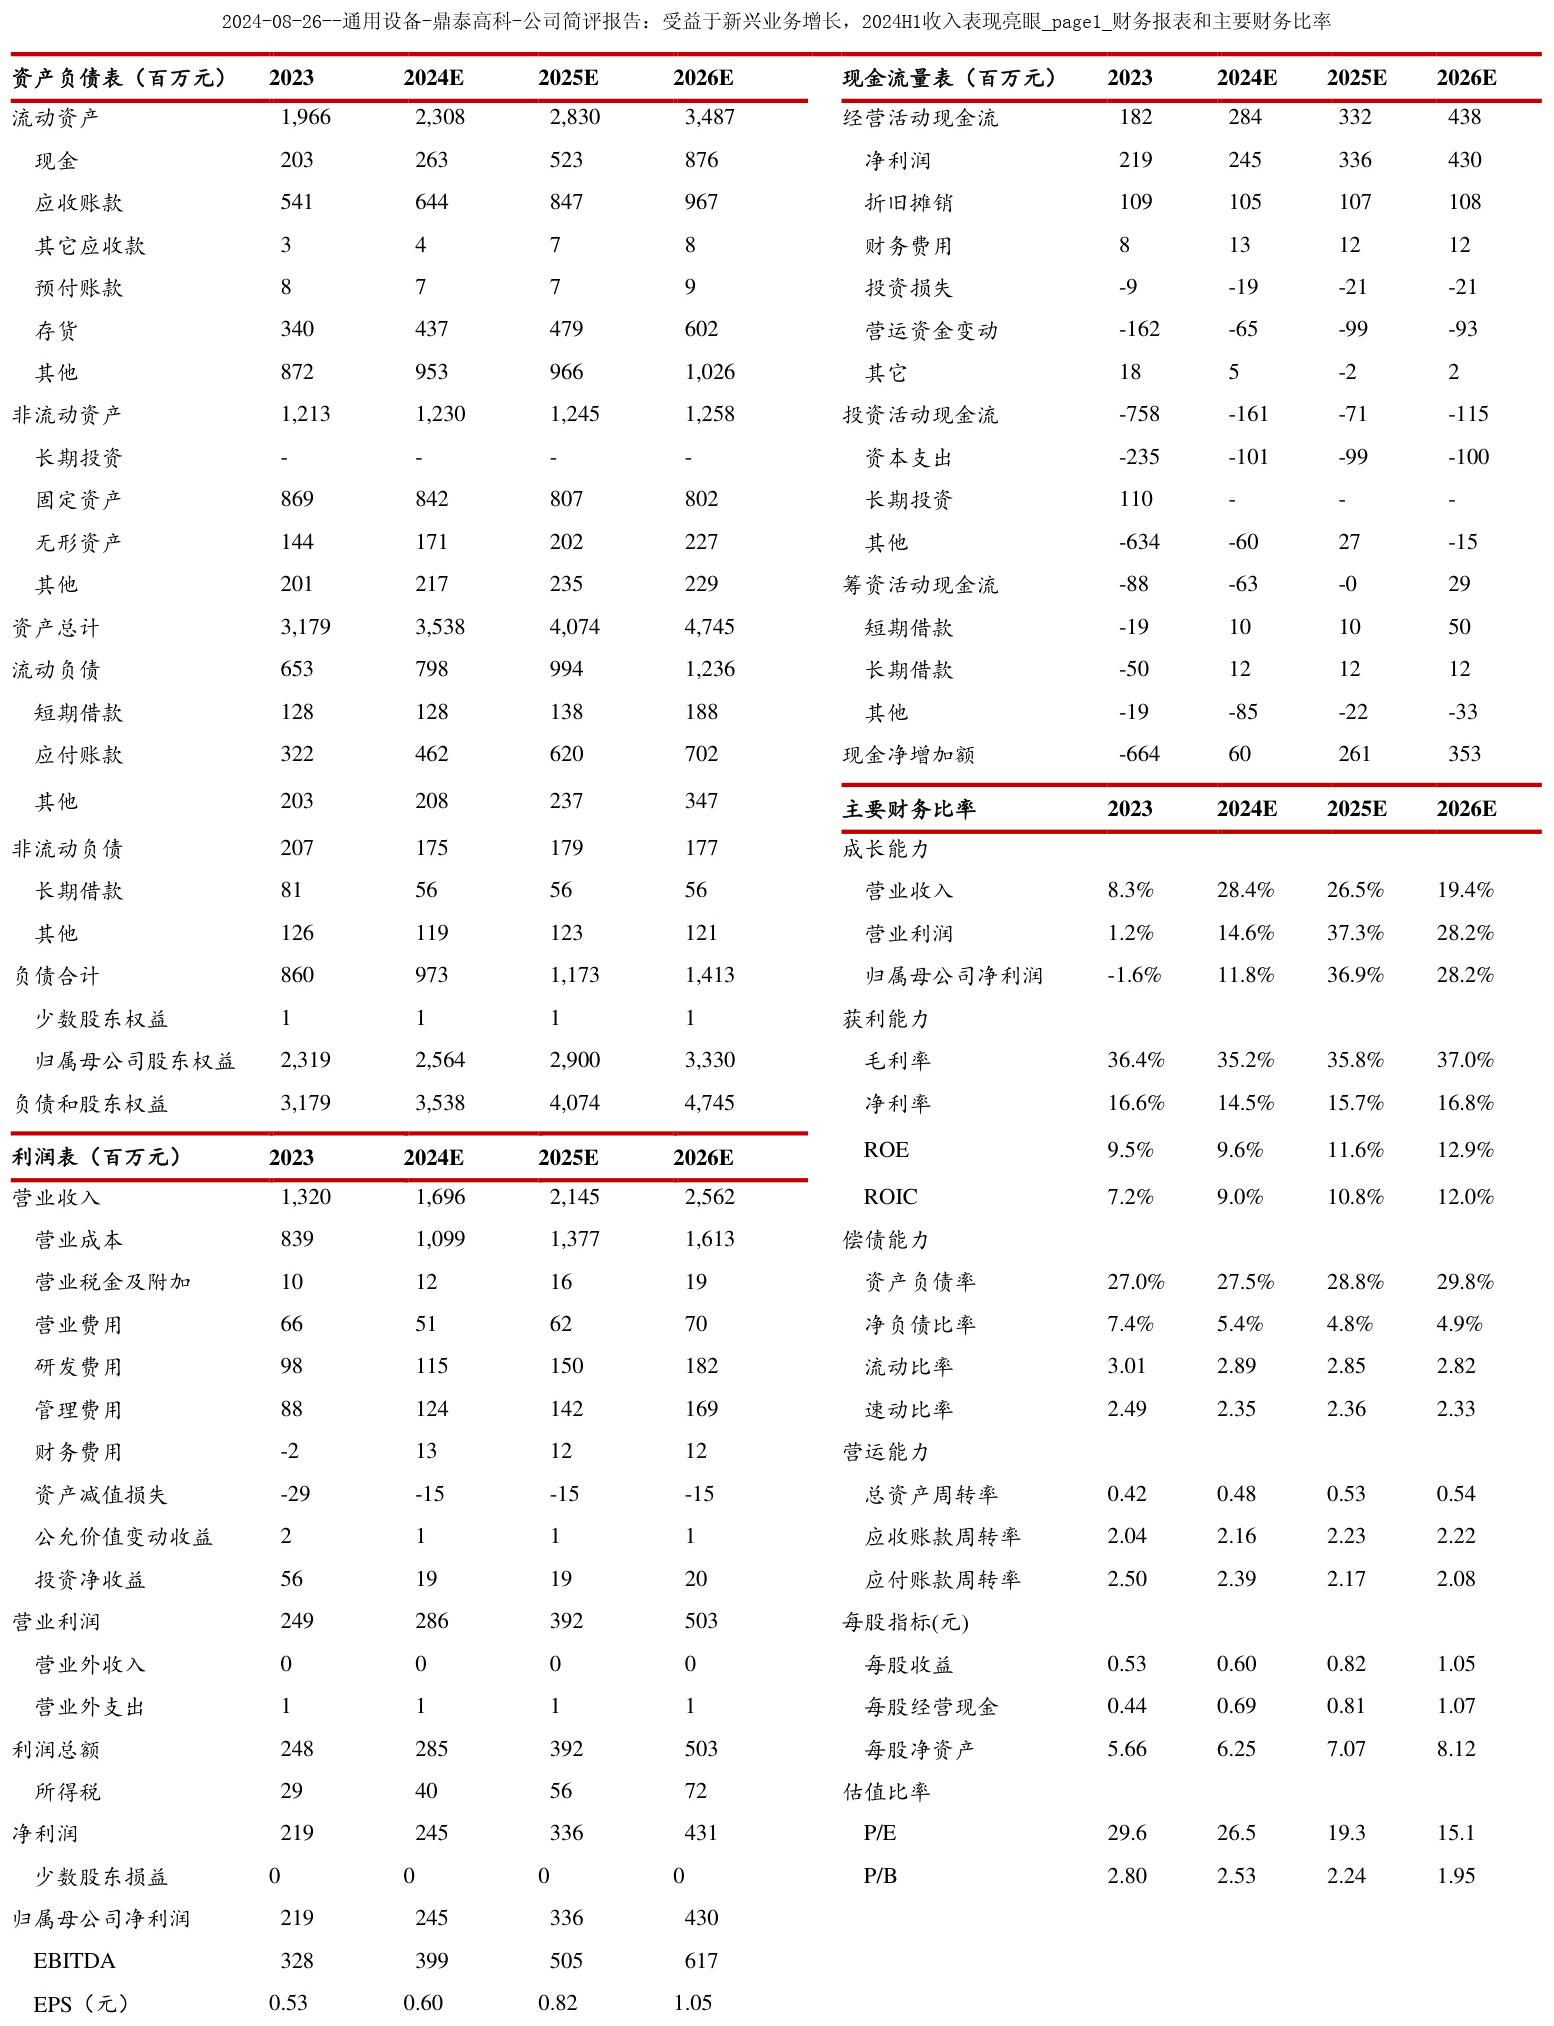 2024-08-26--通用设备-鼎泰高科-公司简评报告：受益于新兴业务增长，2024H1收入表现亮眼_page1_财务报表和主要财务比率
资产负债表（百万元） 2023 2024E 2025E 2026E
流动资产 1,966 2,308 2,830 3,487
现金 203 263 523 876
应收账款 541 644 847 967
其它应收款 3 4 7 8
预付账款 8 7 7 9
存货 340 437 479 602
其他 872 953 966 1,026
非流动资产 1,213 1,230 1,245 1,258
长期投资 - - - -
固定资产 869 842 807 802
无形资产 144 171 202 227
其他 201 217 235 229
资产总计 3,179 3,538 4,074 4,745
流动负债 653 798 994 1,236
短期借款 128 128 138 188
应付账款 322 462 620 702
其他 203 208 237 347
非流动负债 207 175 179 177
长期借款 81 56 56 56
其他 126 119 123 121
负债合计 860 973 1,173 1,413
少数股东权益 1 1 1 1
归属母公司股东权益 2,319 2,564 2,900 3,330
负债和股东权益 3,179 3,538 4,074 4,745
利润表（百万元） 2023 2024E 2025E 2026E
营业收入 1,320 1,696 2,145 2,562
营业成本 839 1,099 1,377 1,613
营业税金及附加 10 12 16 19
营业费用 66 51 62 70
研发费用 98 115 150 182
管理费用 88 124 142 169
财务费用 -2 13 12 12
资产减值损失 -29 -15 -15 -15
公允价值变动收益 2 1 1 1
投资净收益 56 19 19 20
营业利润 249 286 392 503
营业外收入 0 0 0 0
营业外支出 1 1 1 1
利润总额 248 285 392 503
所得税 29 40 56 72
净利润 219 245 336 431
少数股东损益 0 0 0 0
归属母公司净利润 219 245 336 430
EBITDA 328 399 505 617
EPS（元） 0.53 0.60 0.82 1.05
现金流量表（百万元） 2023 2024E 2025E 2026E
经营活动现金流 182 284 332 438
净利润 219 245 336 430
折旧摊销 109 105 107 108
财务费用 8 13 12 12
投资损失 -9 -19 -21 -21
营运资金变动 -162 -65 -99 -93
其它 18 5 -2 2
投资活动现金流 -758 -161 -71 -115
资本支出 -235 -101 -99 -100
长期投资 110 - - -
其他 -634 -60 27 -15
筹资活动现金流 -88 -63 -0 29
短期借款 -19 10 10 50
长期借款 -50 12 12 12
其他 -19 -85 -22 -33
现金净增加额 -664 60 261 353
主要财务比率 2023 2024E 2025E 2026E
成长能力
营业收入 8.3% 28.4% 26.5% 19.4%
营业利润 1.2% 14.6% 37.3% 28.2%
归属母公司净利润 -1.6% 11.8% 36.9% 28.2%
获利能力
毛利率 36.4% 35.2% 35.8% 37.0%
净利率 16.6% 14.5% 15.7% 16.8%
ROE 9.5% 9.6% 11.6% 12.9%
ROIC 7.2% 9.0% 10.8% 12.0%
偿债能力
资产负债率 27.0% 27.5% 28.8% 29.8%
净负债比率 7.4% 5.4% 4.8% 4.9%
流动比率 3.01 2.89 2.85 2.82
速动比率 2.49 2.35 2.36 2.33
营运能力
总资产周转率 0.42 0.48 0.53 0.54
应收账款周转率 2.04 2.16 2.23 2.22
应付账款周转率 2.50 2.39 2.17 2.08
每股指标(元)
每股收益 0.53 0.60 0.82 1.05
每股经营现金 0.44 0.69 0.81 1.07
每股净资产 5.66 6.25 7.07 8.12
估值比率
P/E 29.6 26.5 19.3 15.1
P/B 2.80 2.53 2.24 1.95